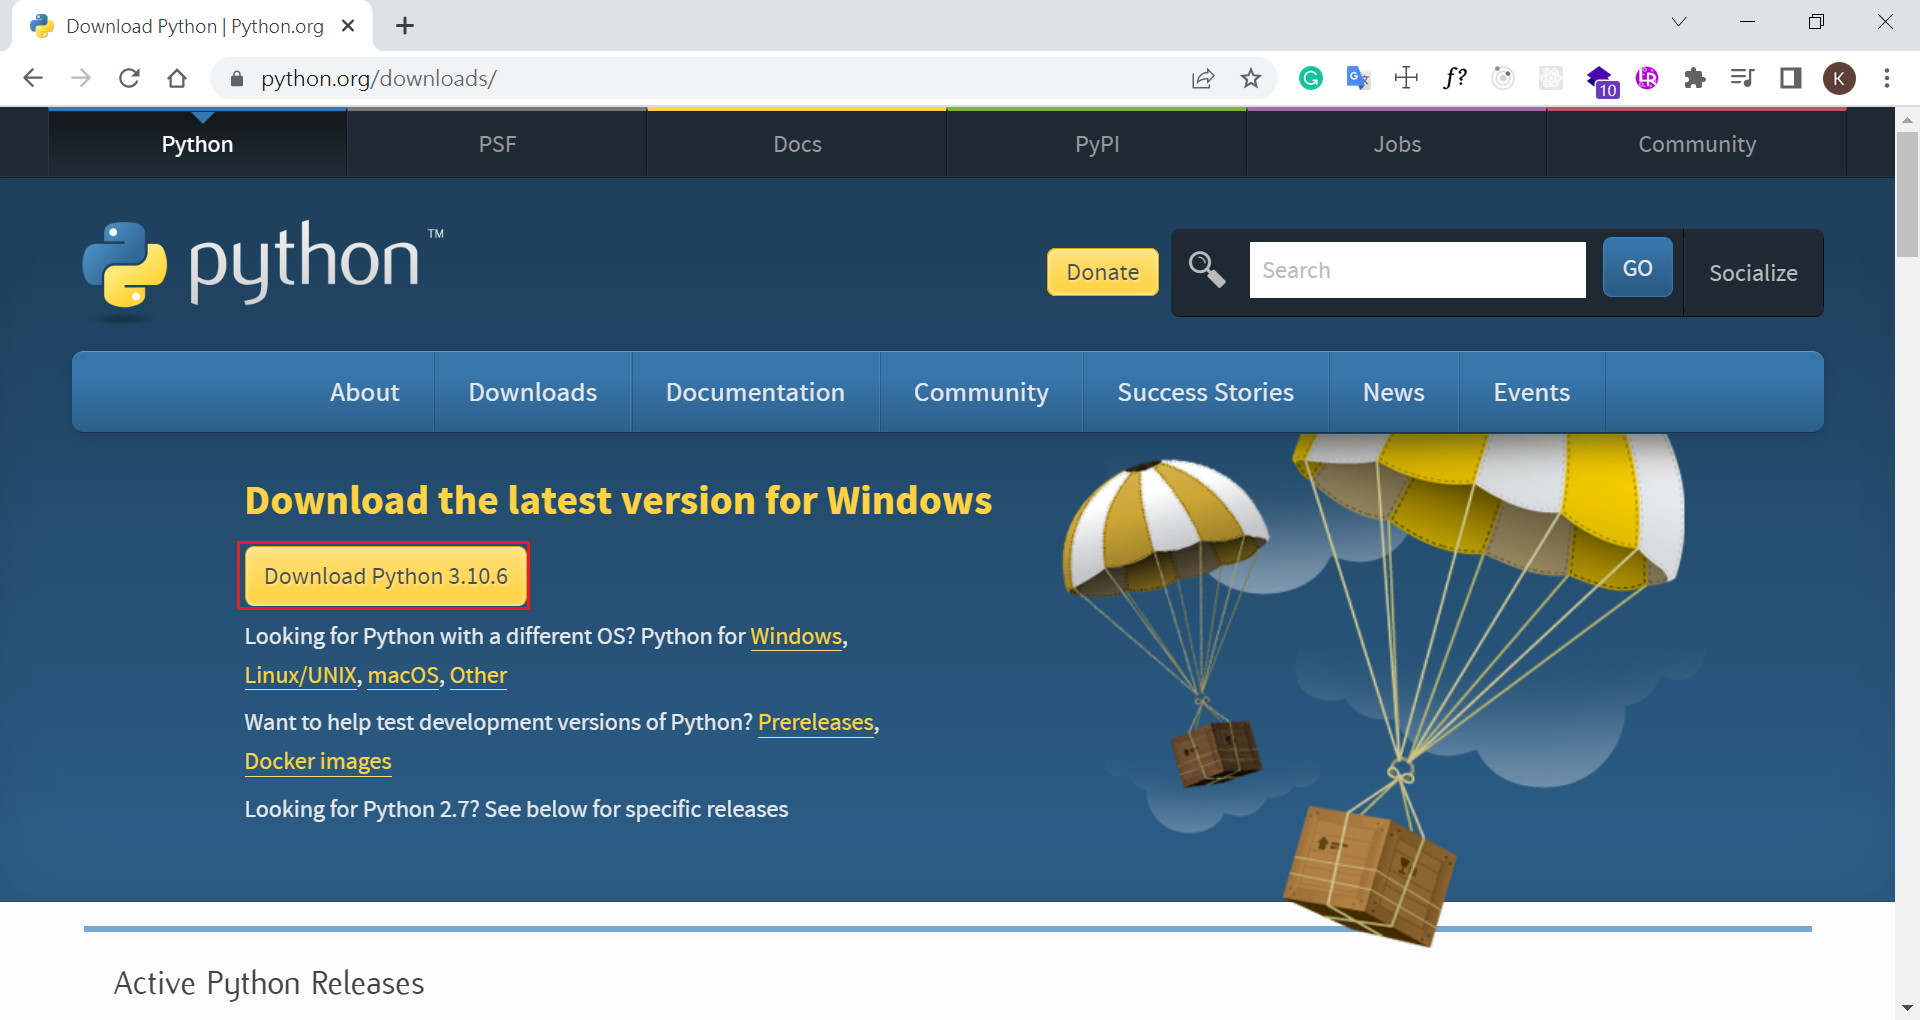 Download Python | Python.org
python.org/downloads/
f?
10
LR
K
Python
PSF
Docs
PyPI
Jobs
Community
python™
Donate
Search
GO
Socialize
About
Downloads
Documentation
Community
Success Stories
News
Events
Download the latest version for Windows
Download Python 3.10.6
Looking for Python with a different OS? Python for Windows,
Linux/UNIX, macOS, Other
Want to help test development versions of Python? Prereleases,
Docker images
Looking for Python 2.7? See below for specific releases
Active Python Releases